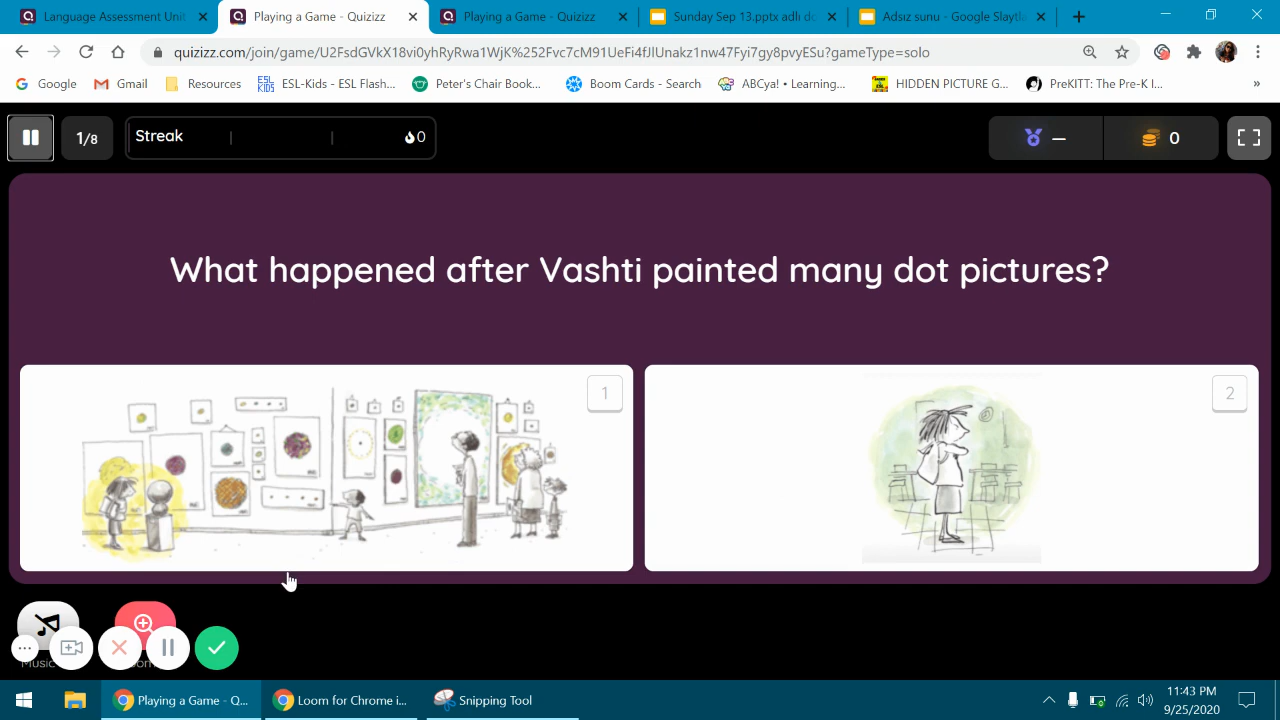 Language Assessment Unit
Playing a Game - Quizizz
Playing a Game - Quizizz
Sunday Sep 13.pptx adlı do
Adsız sunu - Google Slaytla
quizizz.com/join/game/U2FsdGVkX18vi0yhRyRwa1WjK%252Fvc7cM91UeFi4fJlUnakz1nw47Fyi7gy8pvyESu?gameType=solo
Google
Gmail
Resources
ESL-Kids - ESL Flash...
Peter's Chair Book...
Boom Cards - Search
ABCya! • Learning...
HIDDEN PICTURE G...
PreKITT: The Pre-K I...
»
1/8
Streak
0
–
0
What happened after Vashti painted many dot pictures?
1
2
Music
Playing a Game - Q...
Loom for Chrome i...
Snipping Tool
11:43 PM
9/25/2020